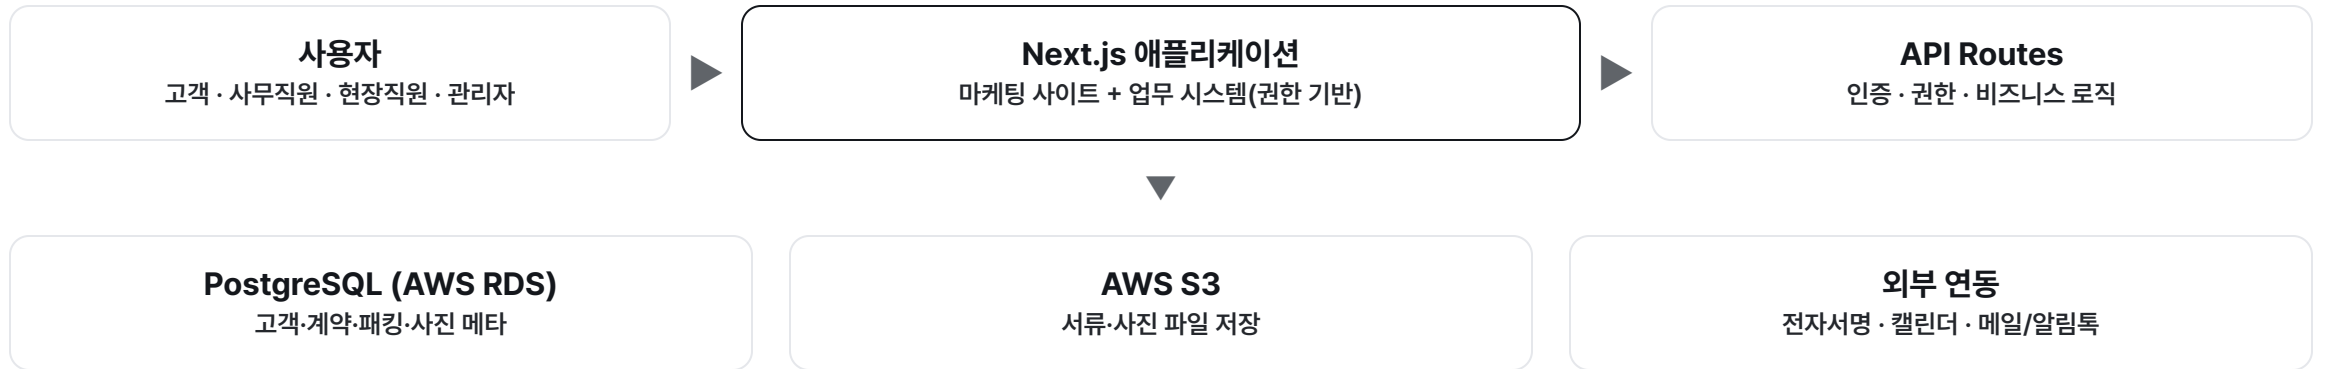 사용자
고객 · 사무직원 · 현장직원 · 관리자
Next.js 애플리케이션
마케팅 사이트 + 업무 시스템(권한 기반)
API Routes
인증 · 권한 · 비즈니스 로직
PostgreSQL (AWS RDS)
고객·계약·패킹·사진 메타
AWS S3
서류·사진 파일 저장
외부 연동
전자서명 · 캘린더 · 메일/알림톡